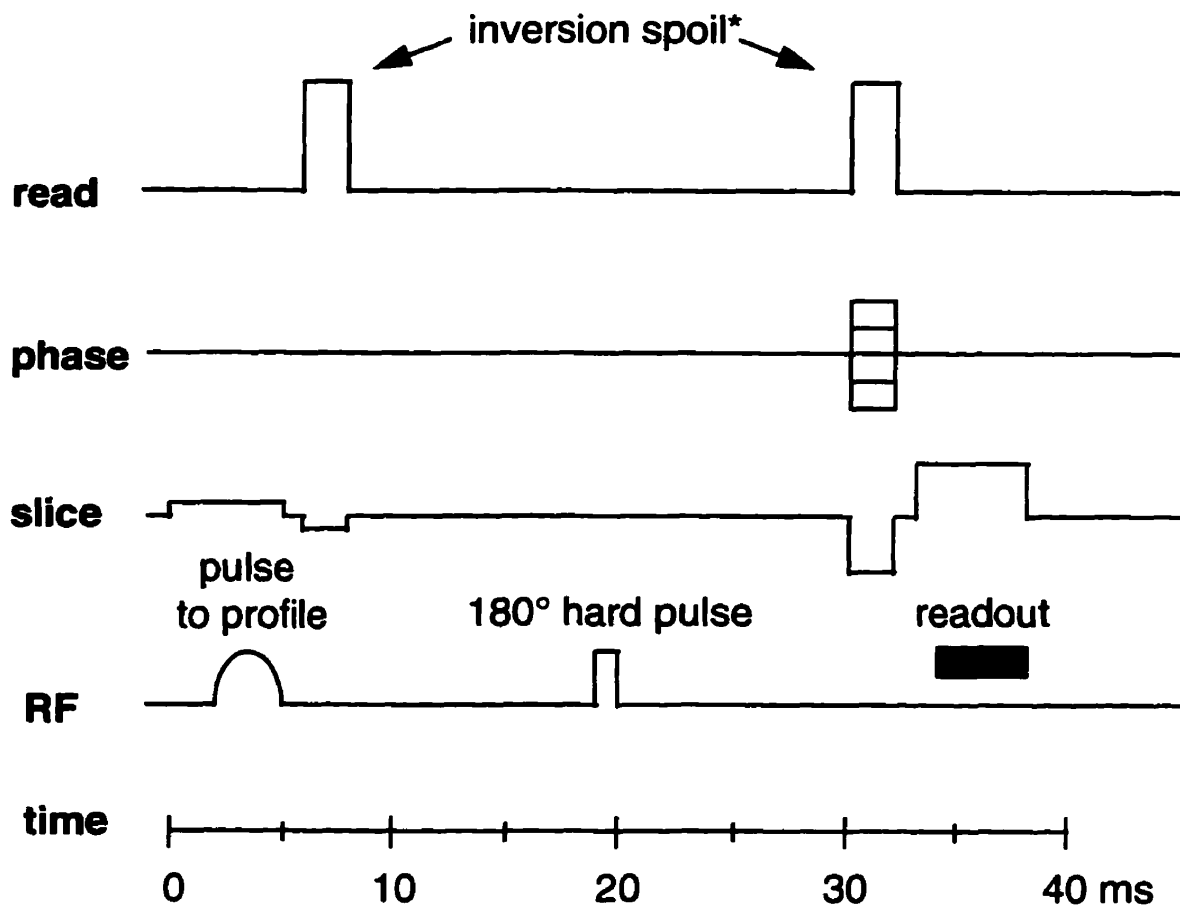 inversion spoil*
read
phase
slice
pulse
to profile
180° hard pulse
readout
RF
time
0 10 20 30 40 ms